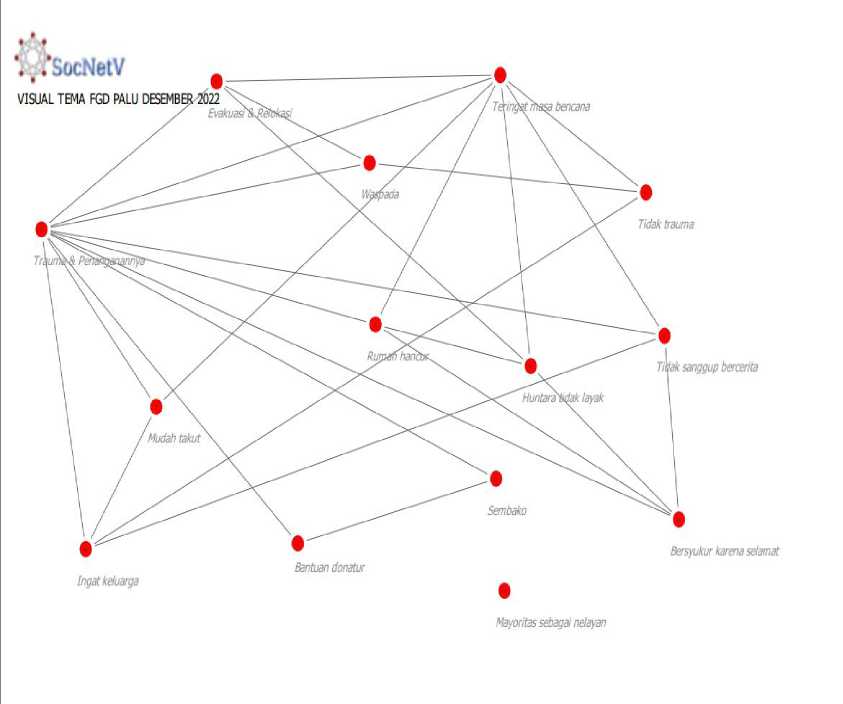 SocNetV
VISUAL TEMA FGD PALU DESEMBER 2022
Evakuasi & Relokasi
Teringat masa bencana
Waspada
Tidak trauma
Trauma & Penanganannya
Rumah hancur
Tidak sanggup bercerita
Huntara tidak layak
Mudah takut
Sembako
Bersyukur karena selamat
Bentuan donatur
Ingat keluarga
Mayoritas sebagai nelayan